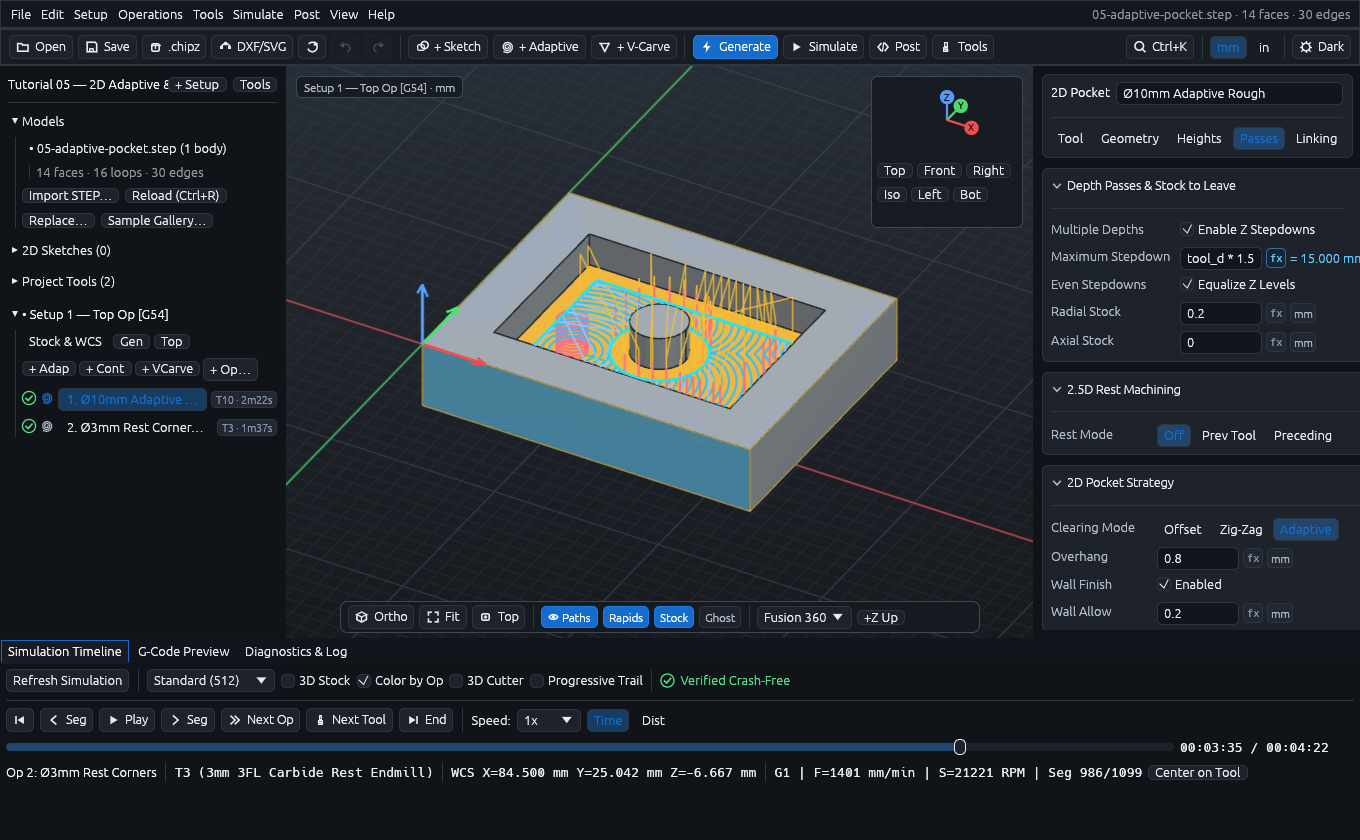 File Edit Setup Operations Tools Simulate Post View Help
05-adaptive-pocket.step · 14 faces · 30 edges
Open Save .chipz DXF/SVG + Sketch + Adaptive + V-Carve Generate Simulate Post Tools Ctrl+K mm in Dark
Tutorial 05 — 2D Adaptive & + Setup Tools
Models
• 05-adaptive-pocket.step (1 body)
14 faces · 16 loops · 30 edges
Import STEP... Reload (Ctrl+R)
Replace... Sample Gallery...
2D Sketches (0)
Project Tools (2)
• Setup 1 — Top Op [G54]
Stock & WCS Gen Top
+ Adap + Cont + VCarve + Op...
1. Ø10mm Adaptive ... T10 · 2m22s
2. Ø3mm Rest Corner... T3 · 1m37s
Setup 1 — Top Op [G54] · mm
Z
Y
X
Top Front Right
Iso Left Bot
Ortho Fit Top Paths Rapids Stock Ghost Fusion 360 +Z Up
2D Pocket Ø10mm Adaptive Rough
Tool Geometry Heights Passes Linking
Depth Passes & Stock to Leave
Multiple Depths Enable Z Stepdowns
Maximum Stepdown tool_d * 1.5 fx = 15.000 mm
Even Stepdowns Equalize Z Levels
Radial Stock 0.2 fx mm
Axial Stock 0 fx mm
2.5D Rest Machining
Rest Mode Off Prev Tool Preceding
2D Pocket Strategy
Clearing Mode Offset Zig-Zag Adaptive
Overhang 0.8 fx mm
Wall Finish Enabled
Wall Allow 0.2 fx mm
Simulation Timeline G-Code Preview Diagnostics & Log
Refresh Simulation Standard (512) 3D Stock Color by Op 3D Cutter Progressive Trail Verified Crash-Free
Seg Play Seg Next Op Next Tool End Speed: 1x Time Dist
00:03:35 / 00:04:22
Op 2: Ø3mm Rest Corners T3 (3mm 3FL Carbide Rest Endmill) WCS X=84.500 mm Y=25.042 mm Z=-6.667 mm G1 | F=1401 mm/min | S=21221 RPM | Seg 986/1099 Center on Tool